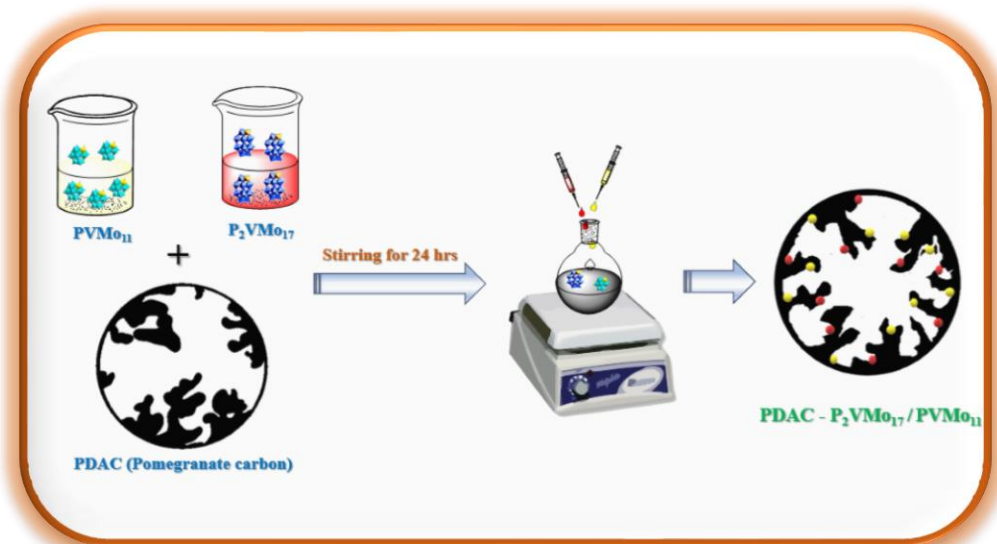 PVMo₁₁
P₂VMo₁₇
+
Stirring for 24 hrs
PDAC (Pomegranate carbon)
PDAC - P₂VMo₁₇ / PVMo₁₁